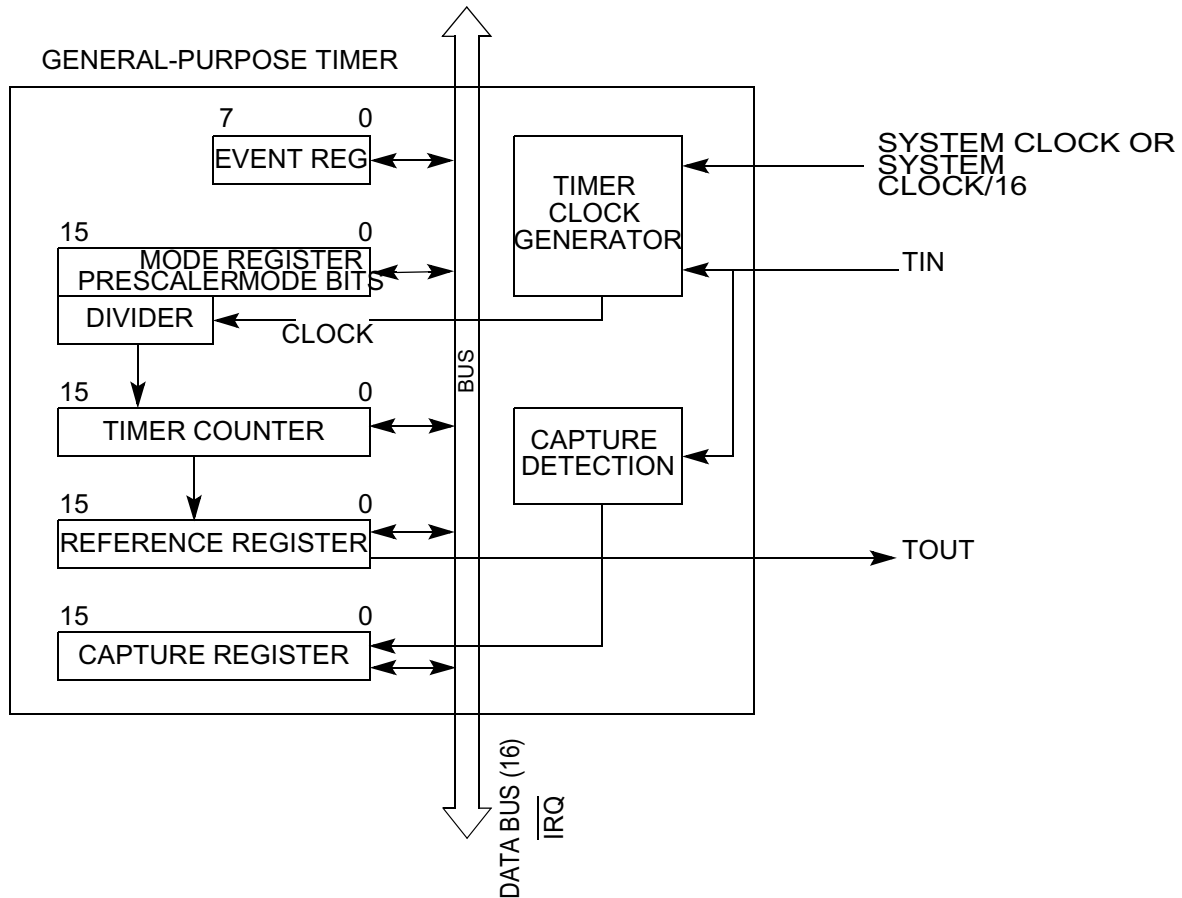 GENERAL-PURPOSE TIMER
7 0
EVENT REG
SYSTEM CLOCK OR
SYSTEM
CLOCK/16
TIMER
CLOCK
GENERATOR
15 0
MODE REGISTER
PRESCALERMODE BITS
TIN
DIVIDER
CLOCK
BUS
15 0
TIMER COUNTER
CAPTURE
DETECTION
15 0
REFERENCE REGISTER
TOUT
15 0
CAPTURE REGISTER
DATA BUS (16)
IRQ